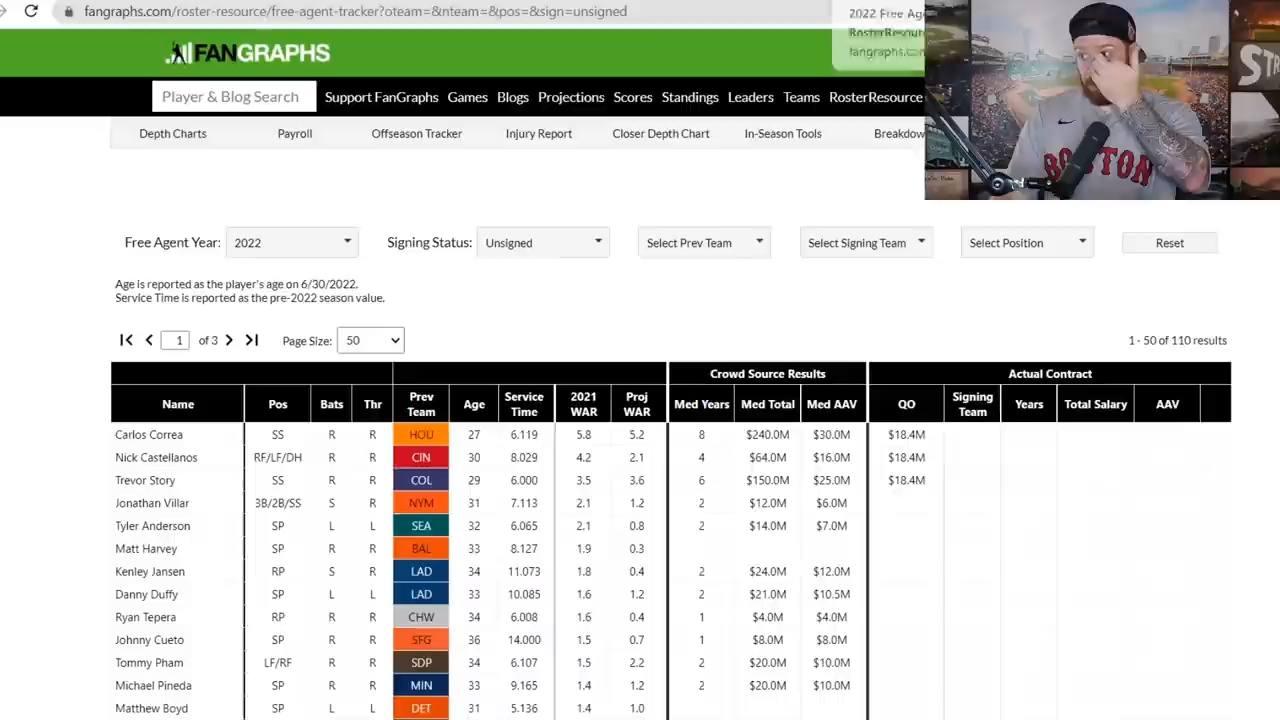 fangraphs.com/roster-resource/free-agent-tracker?oteam=&nteam=&pos=&sign=unsigned
2022 Free Age
RosterResour
fangraphs.co
FANGRAPHS
Player & Blog Search Support FanGraphs Games Blogs Projections Scores Standings Leaders Teams RosterResource
Depth Charts Payroll Offseason Tracker Injury Report Closer Depth Chart In-Season Tools Breakdow
BOSTON
Free Agent Year: 2022 Signing Status: Unsigned Select Prev Team Select Signing Team Select Position Reset
Age is reported as the player's age on 6/30/2022.
Service Time is reported as the pre-2022 season value.
1 of 3 Page Size: 50 1 - 50 of 110 results
Crowd Source Results Actual Contract
Name Pos Bats Thr Prev Team Age Service Time 2021 WAR Proj WAR Med Years Med Total Med AAV QO Signing Team Years Total Salary AAV
Carlos Correa SS R R HOU 27 6.119 5.8 5.2 8 $240.0M $30.0M $18.4M
Nick Castellanos RF/LF/DH R R CIN 30 8.029 4.2 2.1 4 $64.0M $16.0M $18.4M
Trevor Story SS R R COL 29 6.000 3.5 3.6 6 $150.0M $25.0M $18.4M
Jonathan Villar 3B/2B/SS S R NYM 31 7.113 2.1 1.2 2 $12.0M $6.0M
Tyler Anderson SP L L SEA 32 6.065 2.1 0.8 2 $14.0M $7.0M
Matt Harvey SP R R BAL 33 8.127 1.9 0.3
Kenley Jansen RP S R LAD 34 11.073 1.8 0.4 2 $24.0M $12.0M
Danny Duffy SP L L LAD 33 10.085 1.6 1.2 2 $21.0M $10.5M
Ryan Tepera RP R R CHW 34 6.008 1.6 0.4 1 $4.0M $4.0M
Johnny Cueto SP R R SFG 36 14.000 1.5 0.7 1 $8.0M $8.0M
Tommy Pham LF/RF R R SDP 34 6.107 1.5 2.2 2 $20.0M $10.0M
Michael Pineda SP R R MIN 33 9.165 1.4 1.2 2 $20.0M $10.0M
Matthew Boyd SP L L DET 31 5.136 1.4 1.0